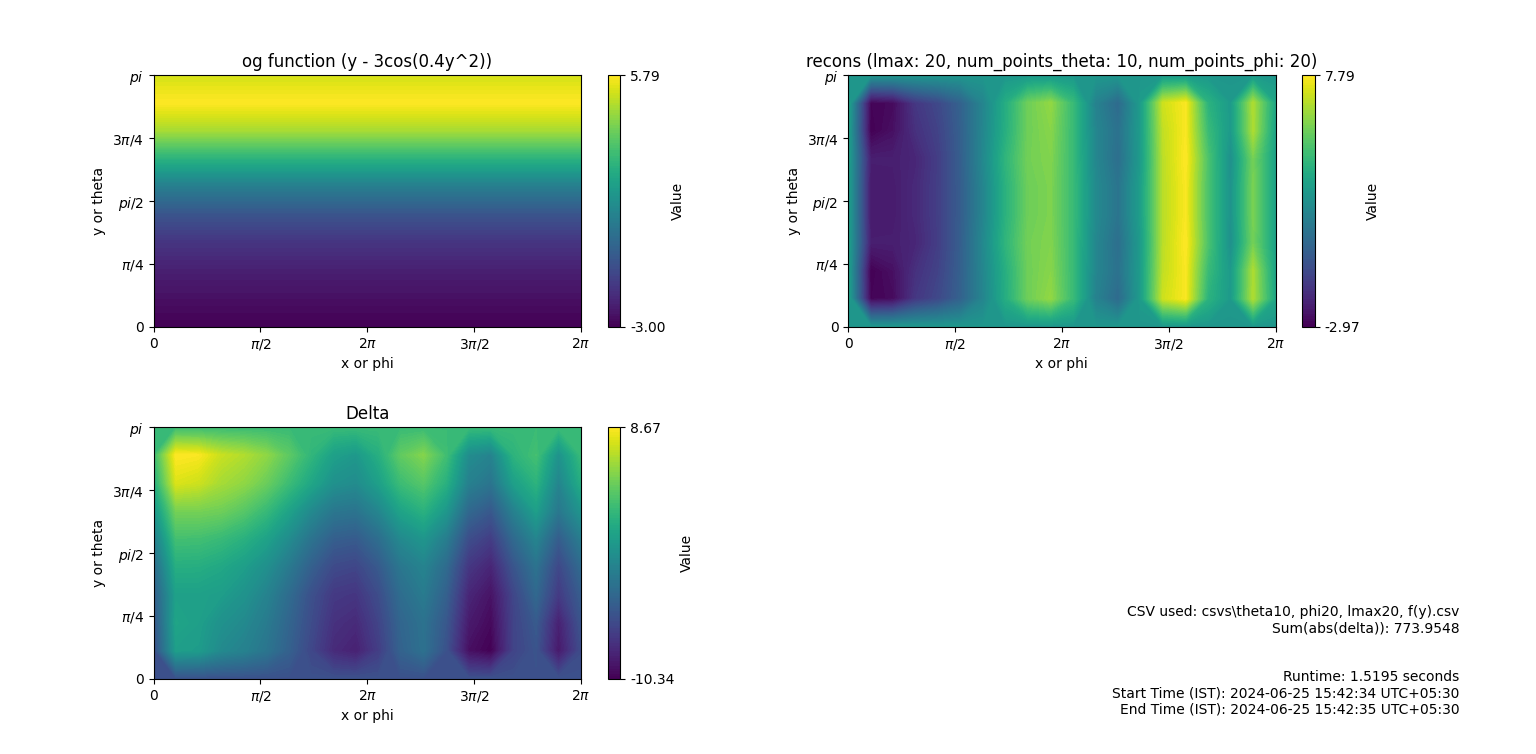 og function (y - 3cos(0.4y^2))
pi
3π/4
pi/2
π/4
0
y or theta
0
π/2
2π
3π/2
2π
x or phi
5.79
-3.00
Value
recons (lmax: 20, num_points_theta: 10, num_points_phi: 20)
pi
3π/4
pi/2
π/4
0
y or theta
0
π/2
2π
3π/2
2π
x or phi
7.79
-2.97
Value
Delta
pi
3π/4
pi/2
π/4
0
y or theta
0
π/2
2π
3π/2
2π
x or phi
8.67
-10.34
Value
CSV used: csvs\theta10, phi20, lmax20, f(y).csv
Sum(abs(delta)): 773.9548
Runtime: 1.5195 seconds
Start Time (IST): 2024-06-25 15:42:34 UTC+05:30
End Time (IST): 2024-06-25 15:42:35 UTC+05:30